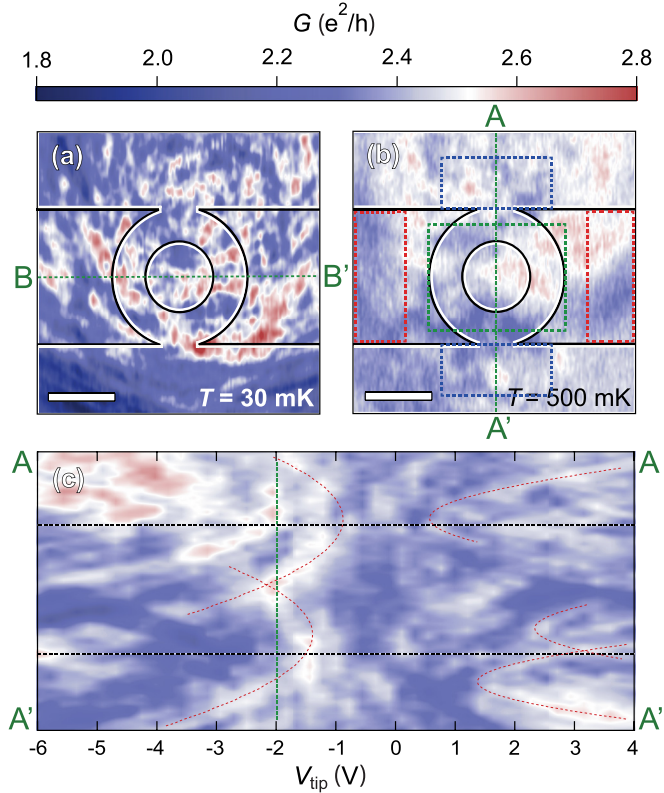 G (e²/h)
1.8 2.0 2.2 2.4 2.6 2.8
A
(a) (b)
B B'
T = 30 mK T = 500 mK
A'
A (c) A
A' A'
-6 -5 -4 -3 -2 -1 0 1 2 3 4
Vtip (V)